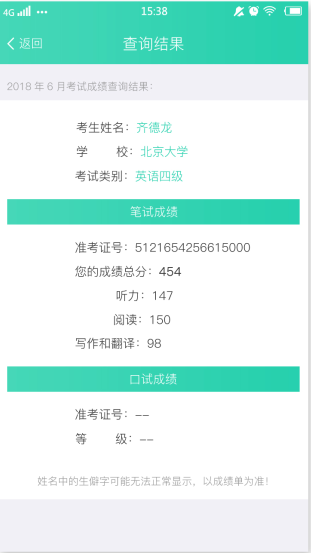 4G 15:38
返回 查询结果
2018 年 6 月考试成绩查询结果：
考生姓名：齐德龙
学 校：北京大学
考试类别：英语四级
笔试成绩
准考证号：5121654256615000
您的成绩总分：454
听力：147
阅读：150
写作和翻译：98
口试成绩
准考证号：--
等 级：--
姓名中的生僻字可能无法正常显示，以成绩单为准！